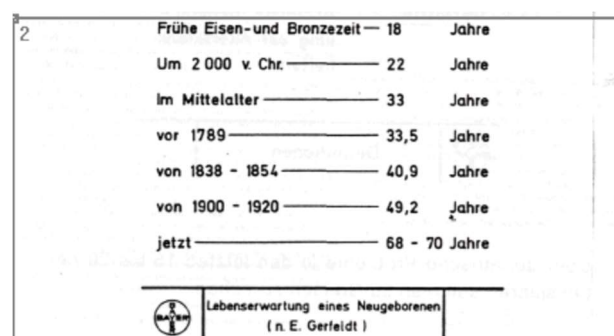 2
Frühe Eisen- und Bronzezeit — 18 Jahre
Um 2 000 v. Chr. — 22 Jahre
Im Mittelalter — 33 Jahre
vor 1789 — 33,5 Jahre
von 1838 - 1854 — 40,9 Jahre
von 1900 - 1920 — 49,2 Jahre
jetzt — 68 - 70 Jahre
BAYER
Lebenserwartung eines Neugeborenen
( n. E. Gerfeldt )